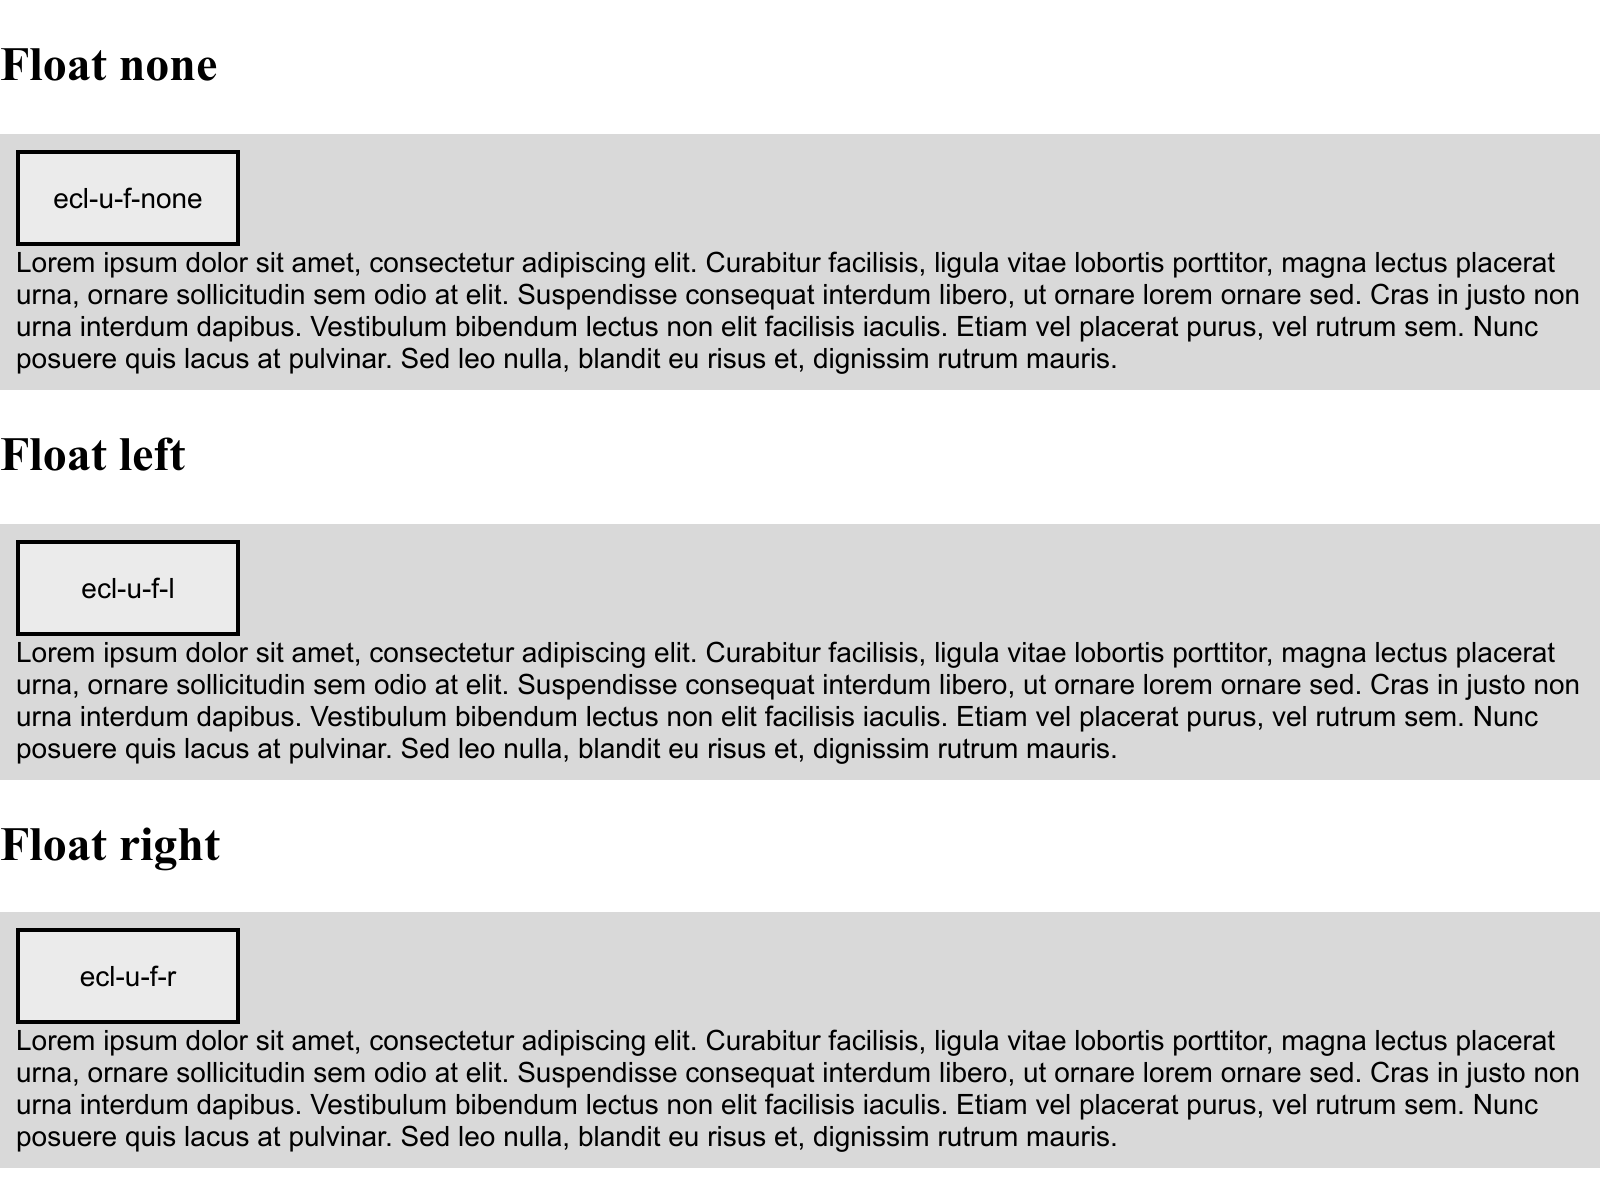 Float none
ecl-u-f-none
Lorem ipsum dolor sit amet, consectetur adipiscing elit. Curabitur facilisis, ligula vitae lobortis porttitor, magna lectus placerat
urna, ornare sollicitudin sem odio at elit. Suspendisse consequat interdum libero, ut ornare lorem ornare sed. Cras in justo non
urna interdum dapibus. Vestibulum bibendum lectus non elit facilisis iaculis. Etiam vel placerat purus, vel rutrum sem. Nunc
posuere quis lacus at pulvinar. Sed leo nulla, blandit eu risus et, dignissim rutrum mauris.
Float left
ecl-u-f-l
Lorem ipsum dolor sit amet, consectetur adipiscing elit. Curabitur facilisis, ligula vitae lobortis porttitor, magna lectus placerat
urna, ornare sollicitudin sem odio at elit. Suspendisse consequat interdum libero, ut ornare lorem ornare sed. Cras in justo non
urna interdum dapibus. Vestibulum bibendum lectus non elit facilisis iaculis. Etiam vel placerat purus, vel rutrum sem. Nunc
posuere quis lacus at pulvinar. Sed leo nulla, blandit eu risus et, dignissim rutrum mauris.
Float right
ecl-u-f-r
Lorem ipsum dolor sit amet, consectetur adipiscing elit. Curabitur facilisis, ligula vitae lobortis porttitor, magna lectus placerat
urna, ornare sollicitudin sem odio at elit. Suspendisse consequat interdum libero, ut ornare lorem ornare sed. Cras in justo non
urna interdum dapibus. Vestibulum bibendum lectus non elit facilisis iaculis. Etiam vel placerat purus, vel rutrum sem. Nunc
posuere quis lacus at pulvinar. Sed leo nulla, blandit eu risus et, dignissim rutrum mauris.